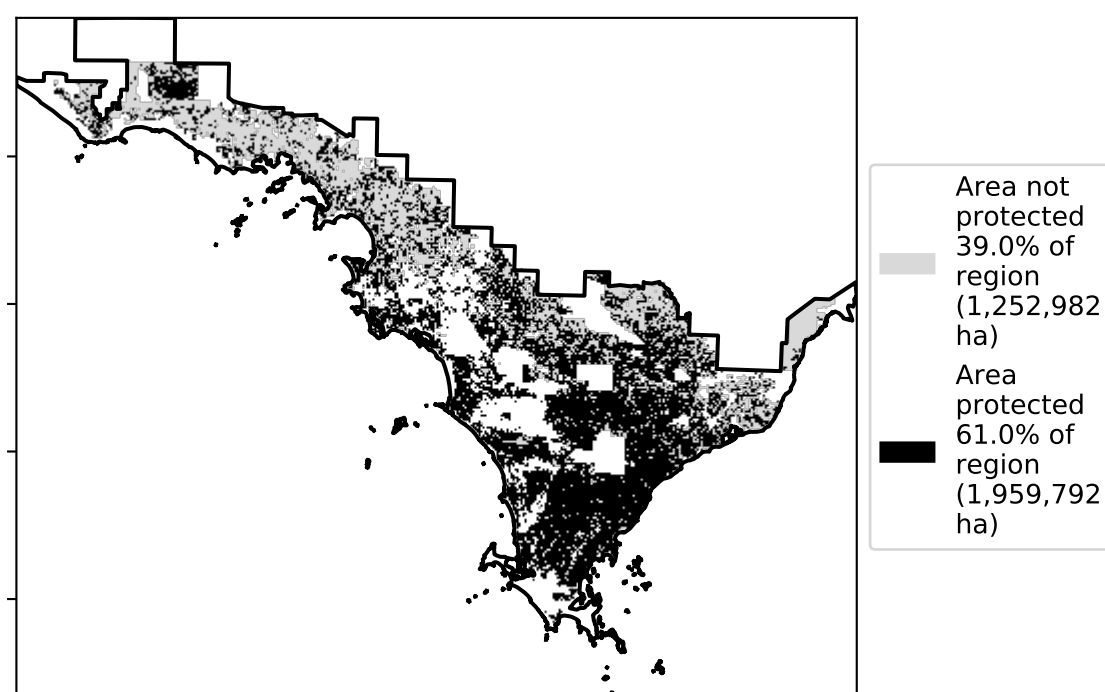 Area not
protected
39.0% of
region
(1,252,982
ha)
Area
protected
61.0% of
region
(1,959,792
ha)